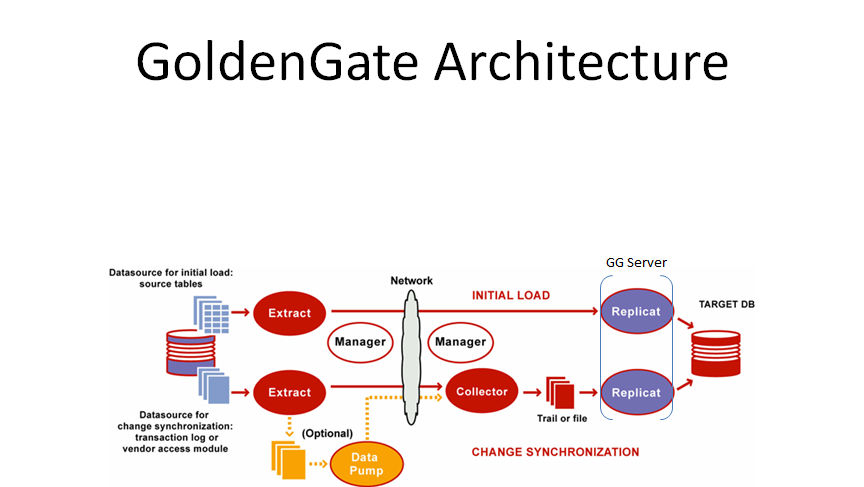 GoldenGate Architecture
GG Server
Datasource for initial load:
source tables
Network
INITIAL LOAD
TARGET DB
Extract
Replicat
Manager
Manager
Extract
Collector
Replicat
Trail or file
Datasource for
change synchronization:
transaction log or
vendor access module
(Optional)
Data
Pump
CHANGE SYNCHRONIZATION